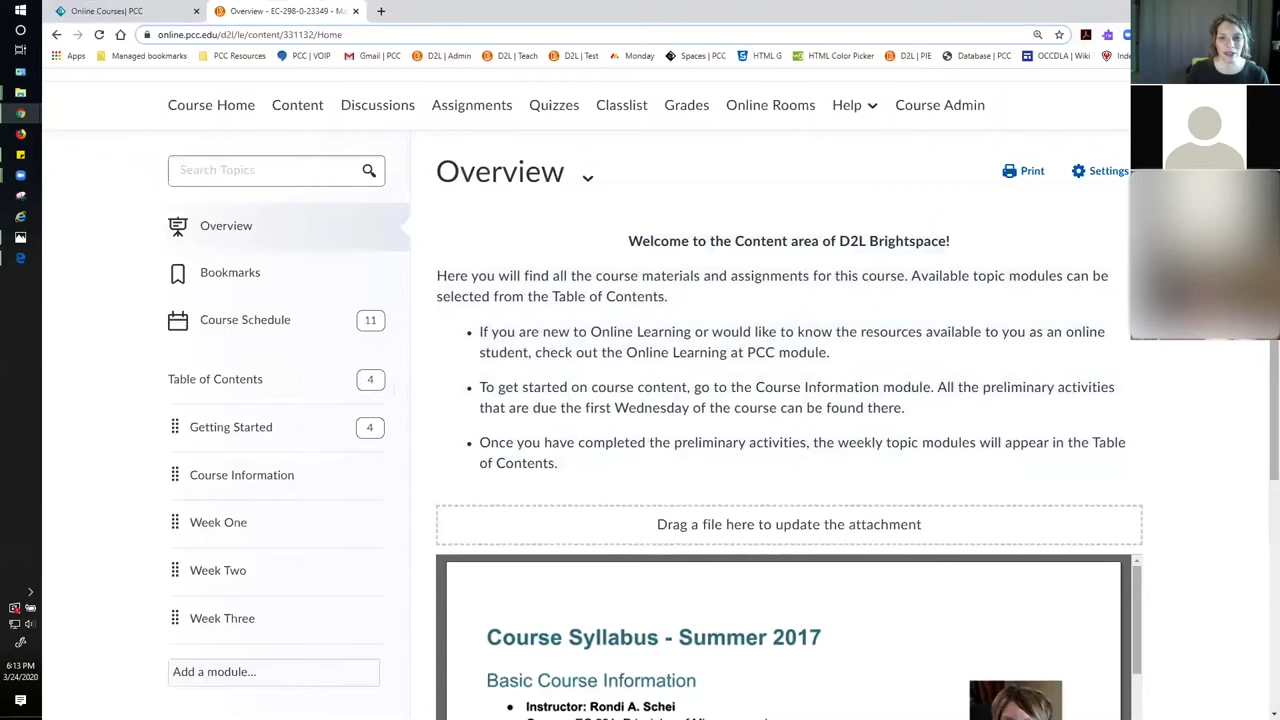 Online Courses| PCC
Overview - EC-298-0-23349 - Ma
online.pcc.edu/d2l/le/content/331132/Home
Apps
Managed bookmarks
PCC Resources
PCC | VOIP
Gmail | PCC
D2L | Admin
D2L | Teach
D2L | Test
Monday
Spaces | PCC
HTML G
HTML Color Picker
D2L | PIE
Database | PCC
OCCDLA | Wiki
Course Home
Content
Discussions
Assignments
Quizzes
Classlist
Grades
Online Rooms
Help
Course Admin
Search Topics
Overview
Bookmarks
Course Schedule
11
Table of Contents
4
Getting Started
4
Course Information
Week One
Week Two
Week Three
Add a module...
Overview
Print
Settings
Welcome to the Content area of D2L Brightspace!
Here you will find all the course materials and assignments for this course. Available topic modules can be
selected from the Table of Contents.
• If you are new to Online Learning or would like to know the resources available to you as an online
student, check out the Online Learning at PCC module.
• To get started on course content, go to the Course Information module. All the preliminary activities
that are due the first Wednesday of the course can be found there.
• Once you have completed the preliminary activities, the weekly topic modules will appear in the Table
of Contents.
Drag a file here to update the attachment
Course Syllabus - Summer 2017
Basic Course Information
• Instructor: Rondi A. Schei
6:13 PM
3/24/2020